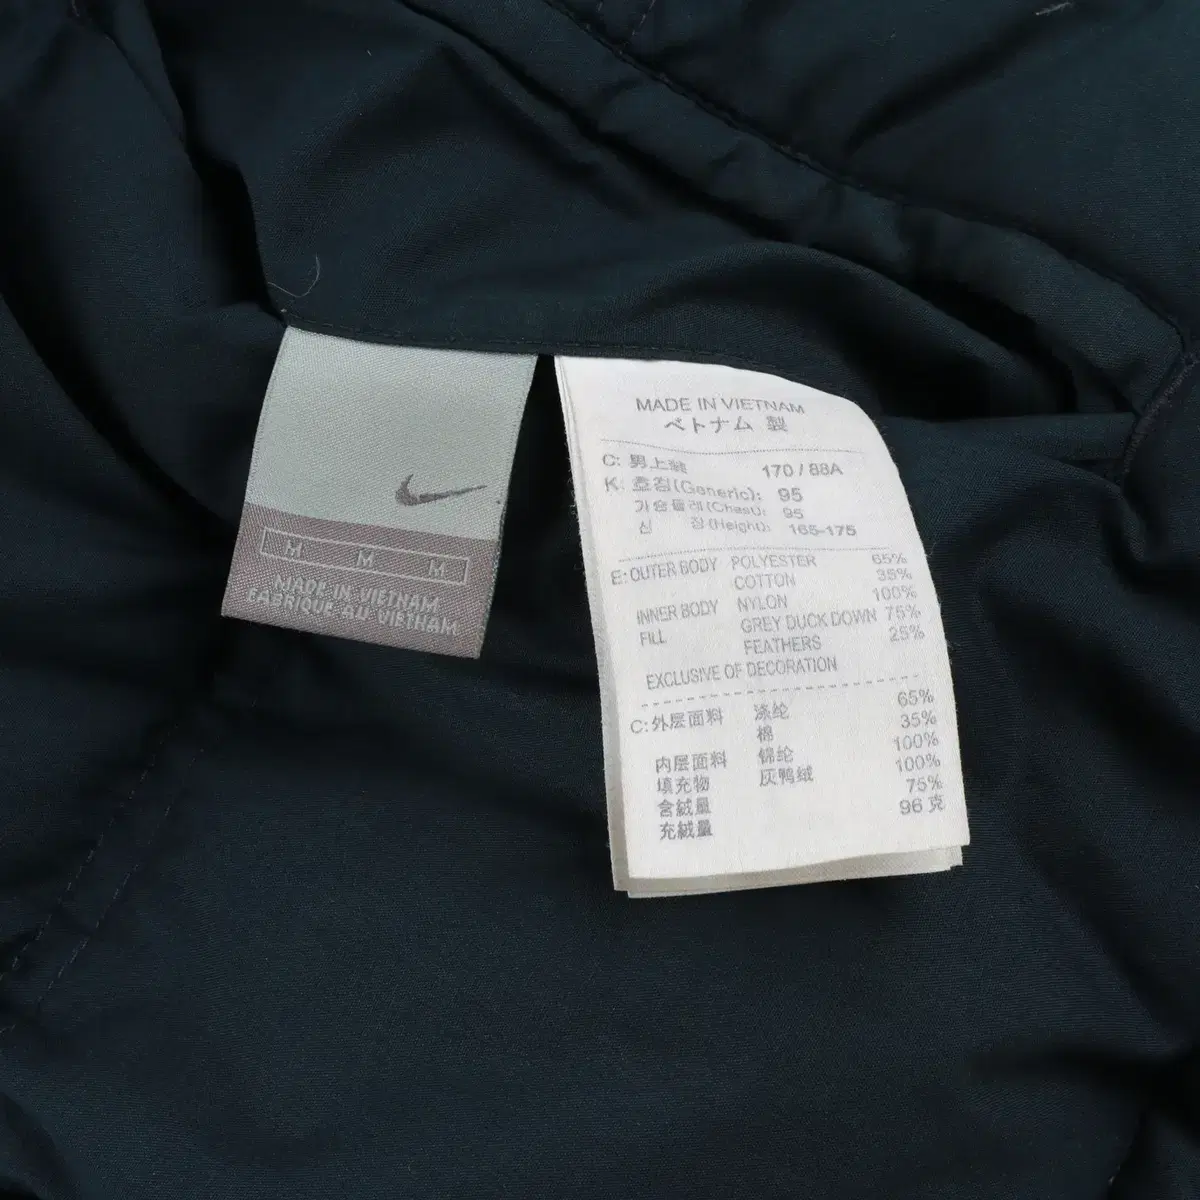 M M M
MADE IN VIETNAM
FABRIQUE AU VIETNAM
MADE IN VIETNAM
ベトナム 製
C: 男上装 170 / 88A
K: 호칭(Generic): 95
가슴둘레(Chest): 95
신 장(Height): 165-175
E: OUTER BODY POLYESTER 65%
COTTON 35%
INNER BODY NYLON 100%
FILL GREY DUCK DOWN 75%
FEATHERS 25%
EXCLUSIVE OF DECORATION
C: 外层面料 涤纶 65%
棉 35%
内层面料 锦纶 100%
填充物 灰鸭绒 100%
含絨量 75%
充絨量 96 克